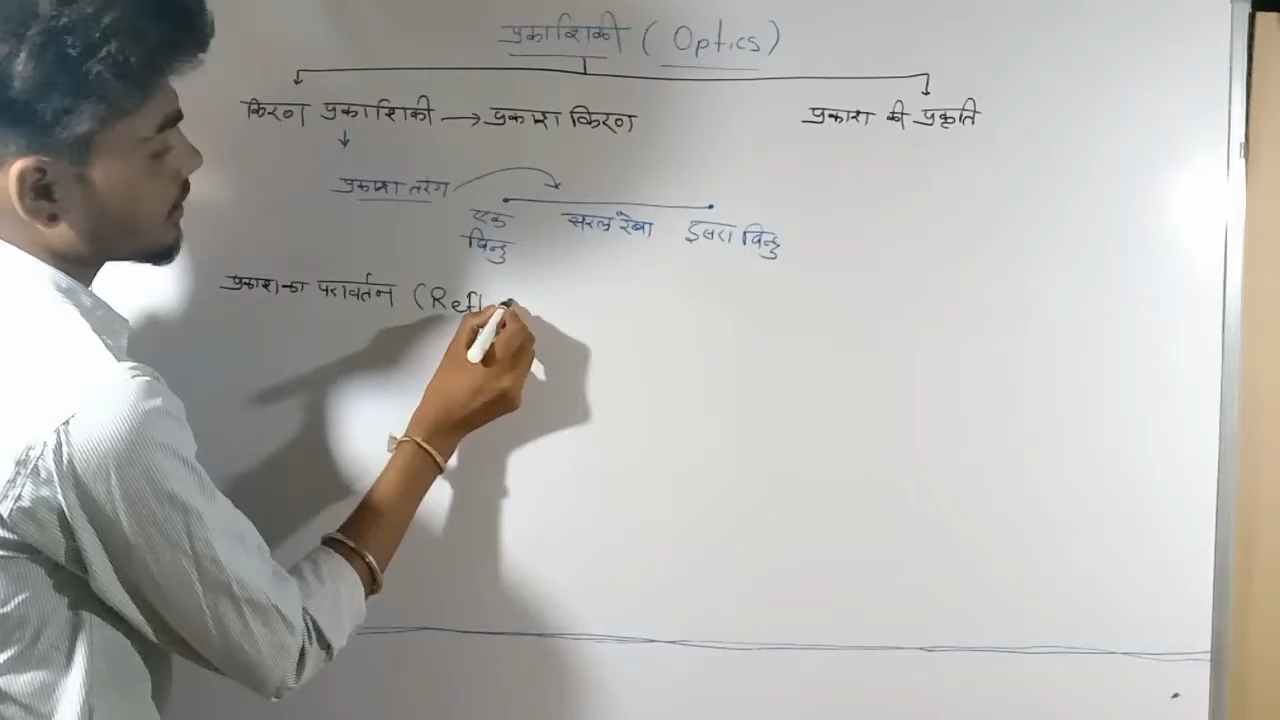 प्रकाशिकी (Optics)
किरण प्रकाशिकी → प्रकाश किरण
प्रकाश की प्रकृति
प्रकाश तरंग
एक बिन्दु
सरल रेखा
दुसरा बिन्दु
प्रकाश का परावर्तन (Refl